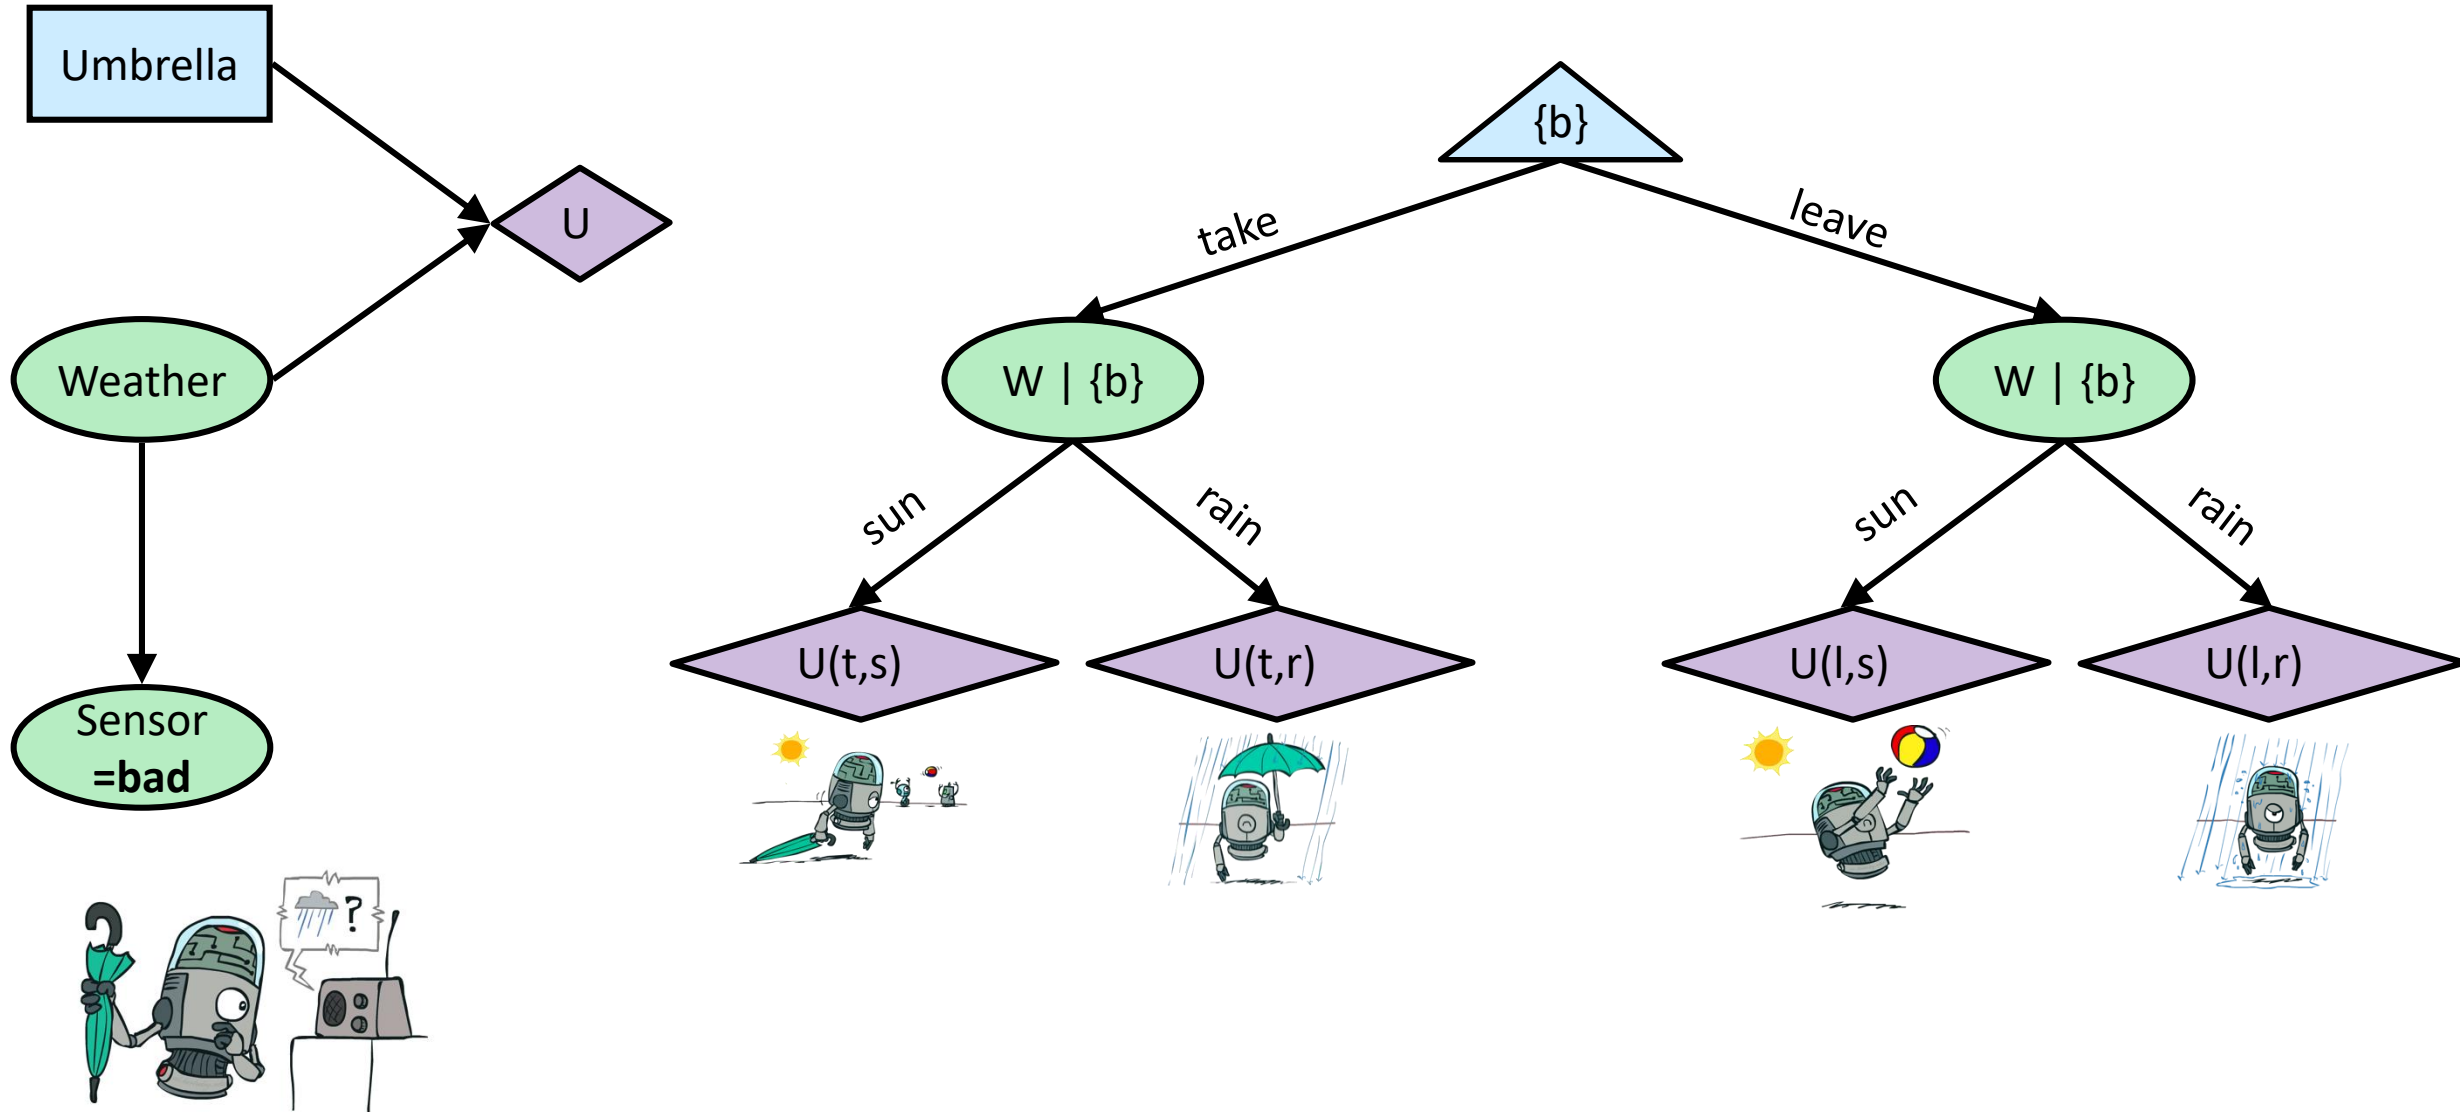 Umbrella
U
Weather
Sensor
=bad
?
{b}
take
leave
W | {b}
W | {b}
sun
rain
sun
rain
U(t,s)
U(t,r)
U(l,s)
U(l,r)